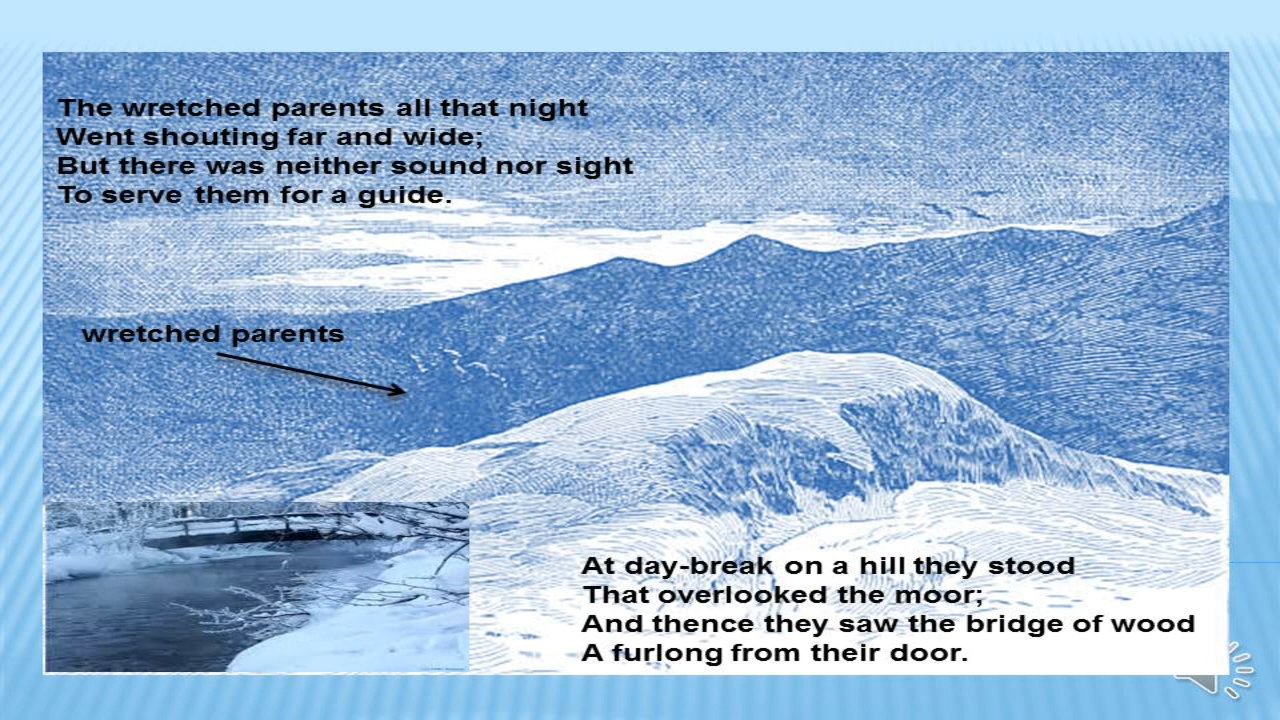 The wretched parents all that night
Went shouting far and wide;
But there was neither sound nor sight
To serve them for a guide.
wretched parents
At day-break on a hill they stood
That overlooked the moor;
And thence they saw the bridge of wood
A furlong from their door.